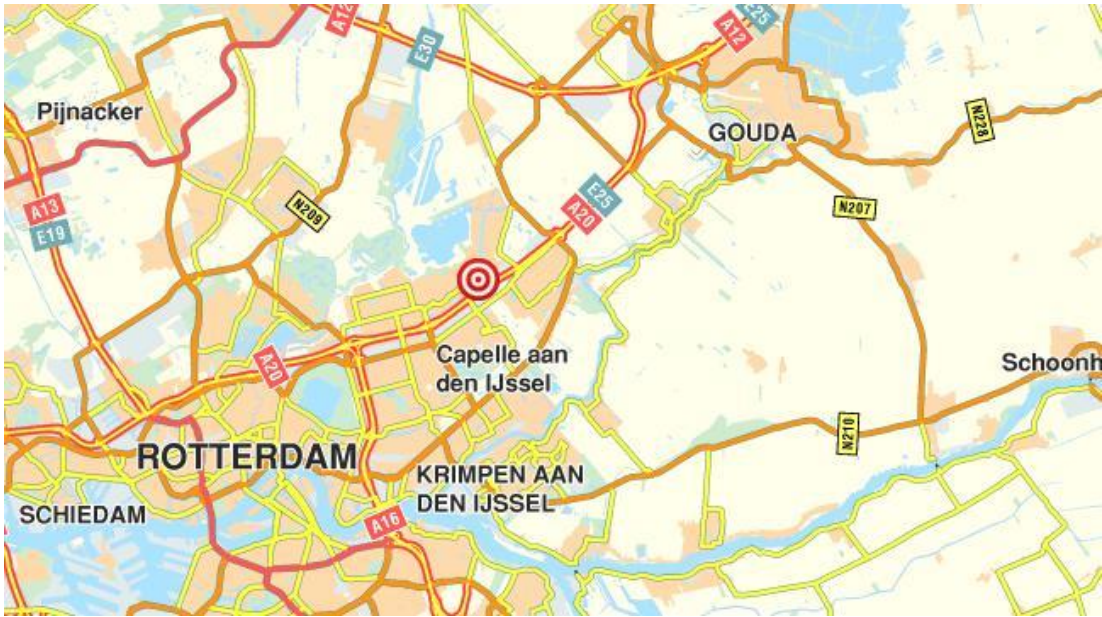 A12
E25
A12
E30
Pijnacker
GOUDA
N228
A13
E19
N209
E25
A20
N207
Capelle aan
den IJssel
A20
Schoonh
N210
ROTTERDAM
KRIMPEN AAN
DEN IJSSEL
SCHIEDAM
A16